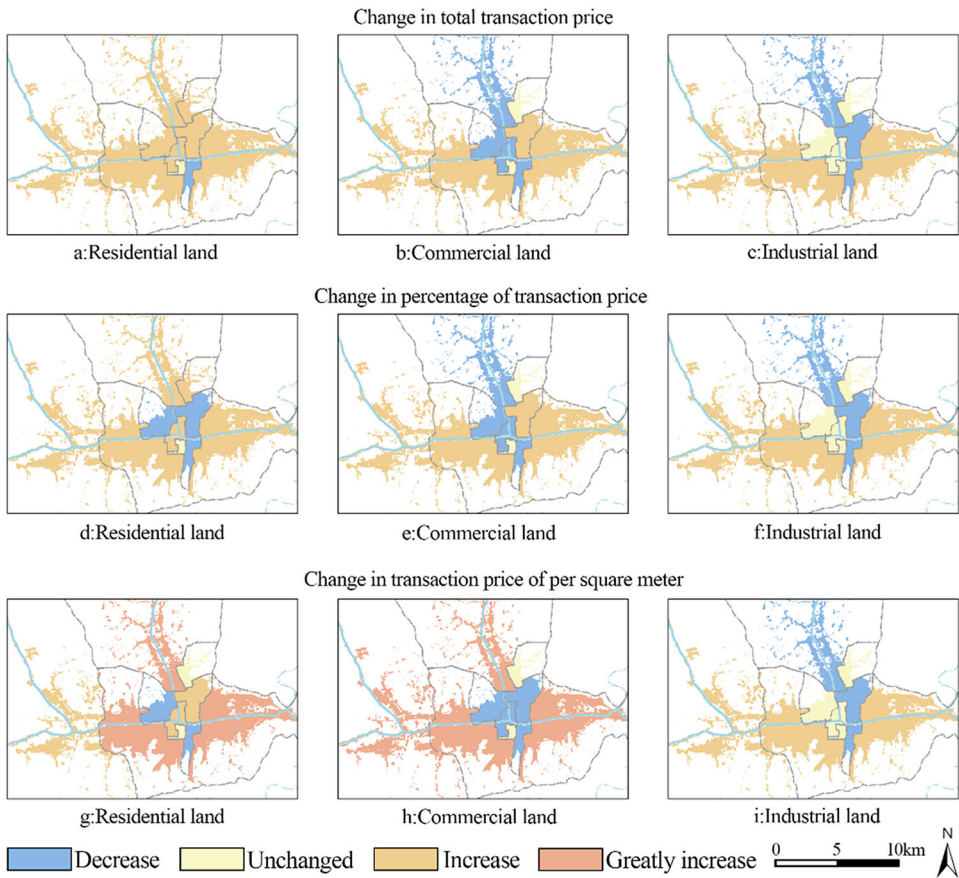 Change in total transaction price
a:Residential land
b:Commercial land
c:Industrial land
Change in percentage of transaction price
d:Residential land
e:Commercial land
f:Industrial land
Change in transaction price of per square meter
g:Residential land
h:Commercial land
i:Industrial land
Decrease
Unchanged
Increase
Greatly increase
0 5 10km
N